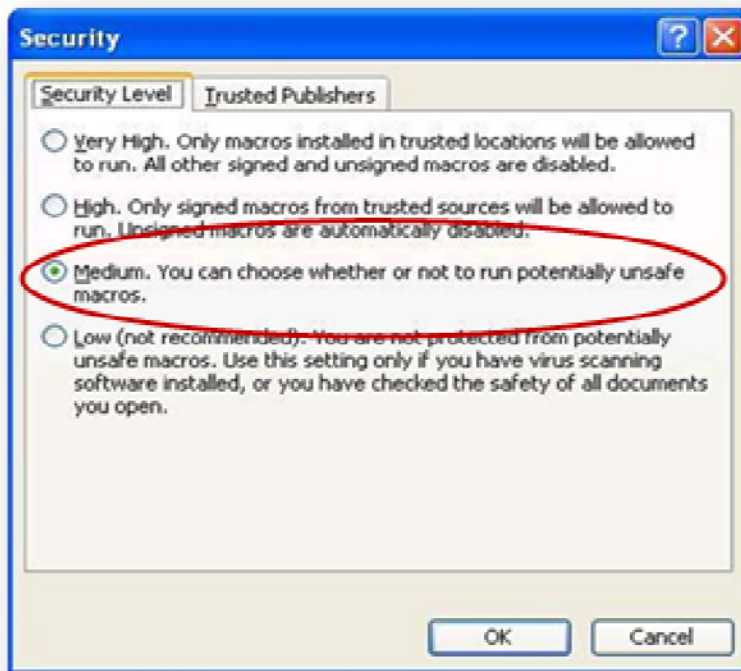 Security
Security Level
Trusted Publishers
Very High. Only macros installed in trusted locations will be allowed
to run. All other signed and unsigned macros are disabled.
High. Only signed macros from trusted sources will be allowed to
run. Unsigned macros are automatically disabled.
Medium. You can choose whether or not to run potentially unsafe
macros.
Low (not recommended). You are not protected from potentially
unsafe macros. Use this setting only if you have virus scanning
software installed, or you have checked the safety of all documents
you open.
OK
Cancel